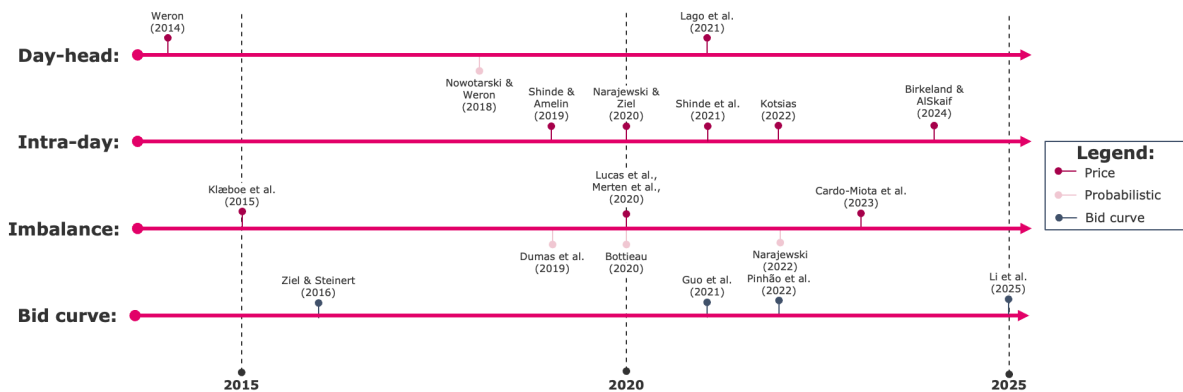 Weron
(2014)
Lago et al.
(2021)
Day-head:
Nowotarski &
Weron
(2018)
Shinde &
Amelin
(2019)
Narajewski &
Ziel
(2020)
Shinde et al.
(2021)
Kotsias
(2022)
Birkeland &
AlSkaif
(2024)
Intra-day:
Legend:
Price
Probabilistic
Bid curve
Klæboe et al.
(2015)
Lucas et al.,
Merten et al.,
(2020)
Cardo-Miota et al.
(2023)
Imbalance:
Dumas et al.
(2019)
Bottieau
(2020)
Narajewski
(2022)
Ziel & Steinert
(2016)
Guo et al.
(2021)
Pinhão et al.
(2022)
Li et al.
(2025)
Bid curve:
2015
2020
2025